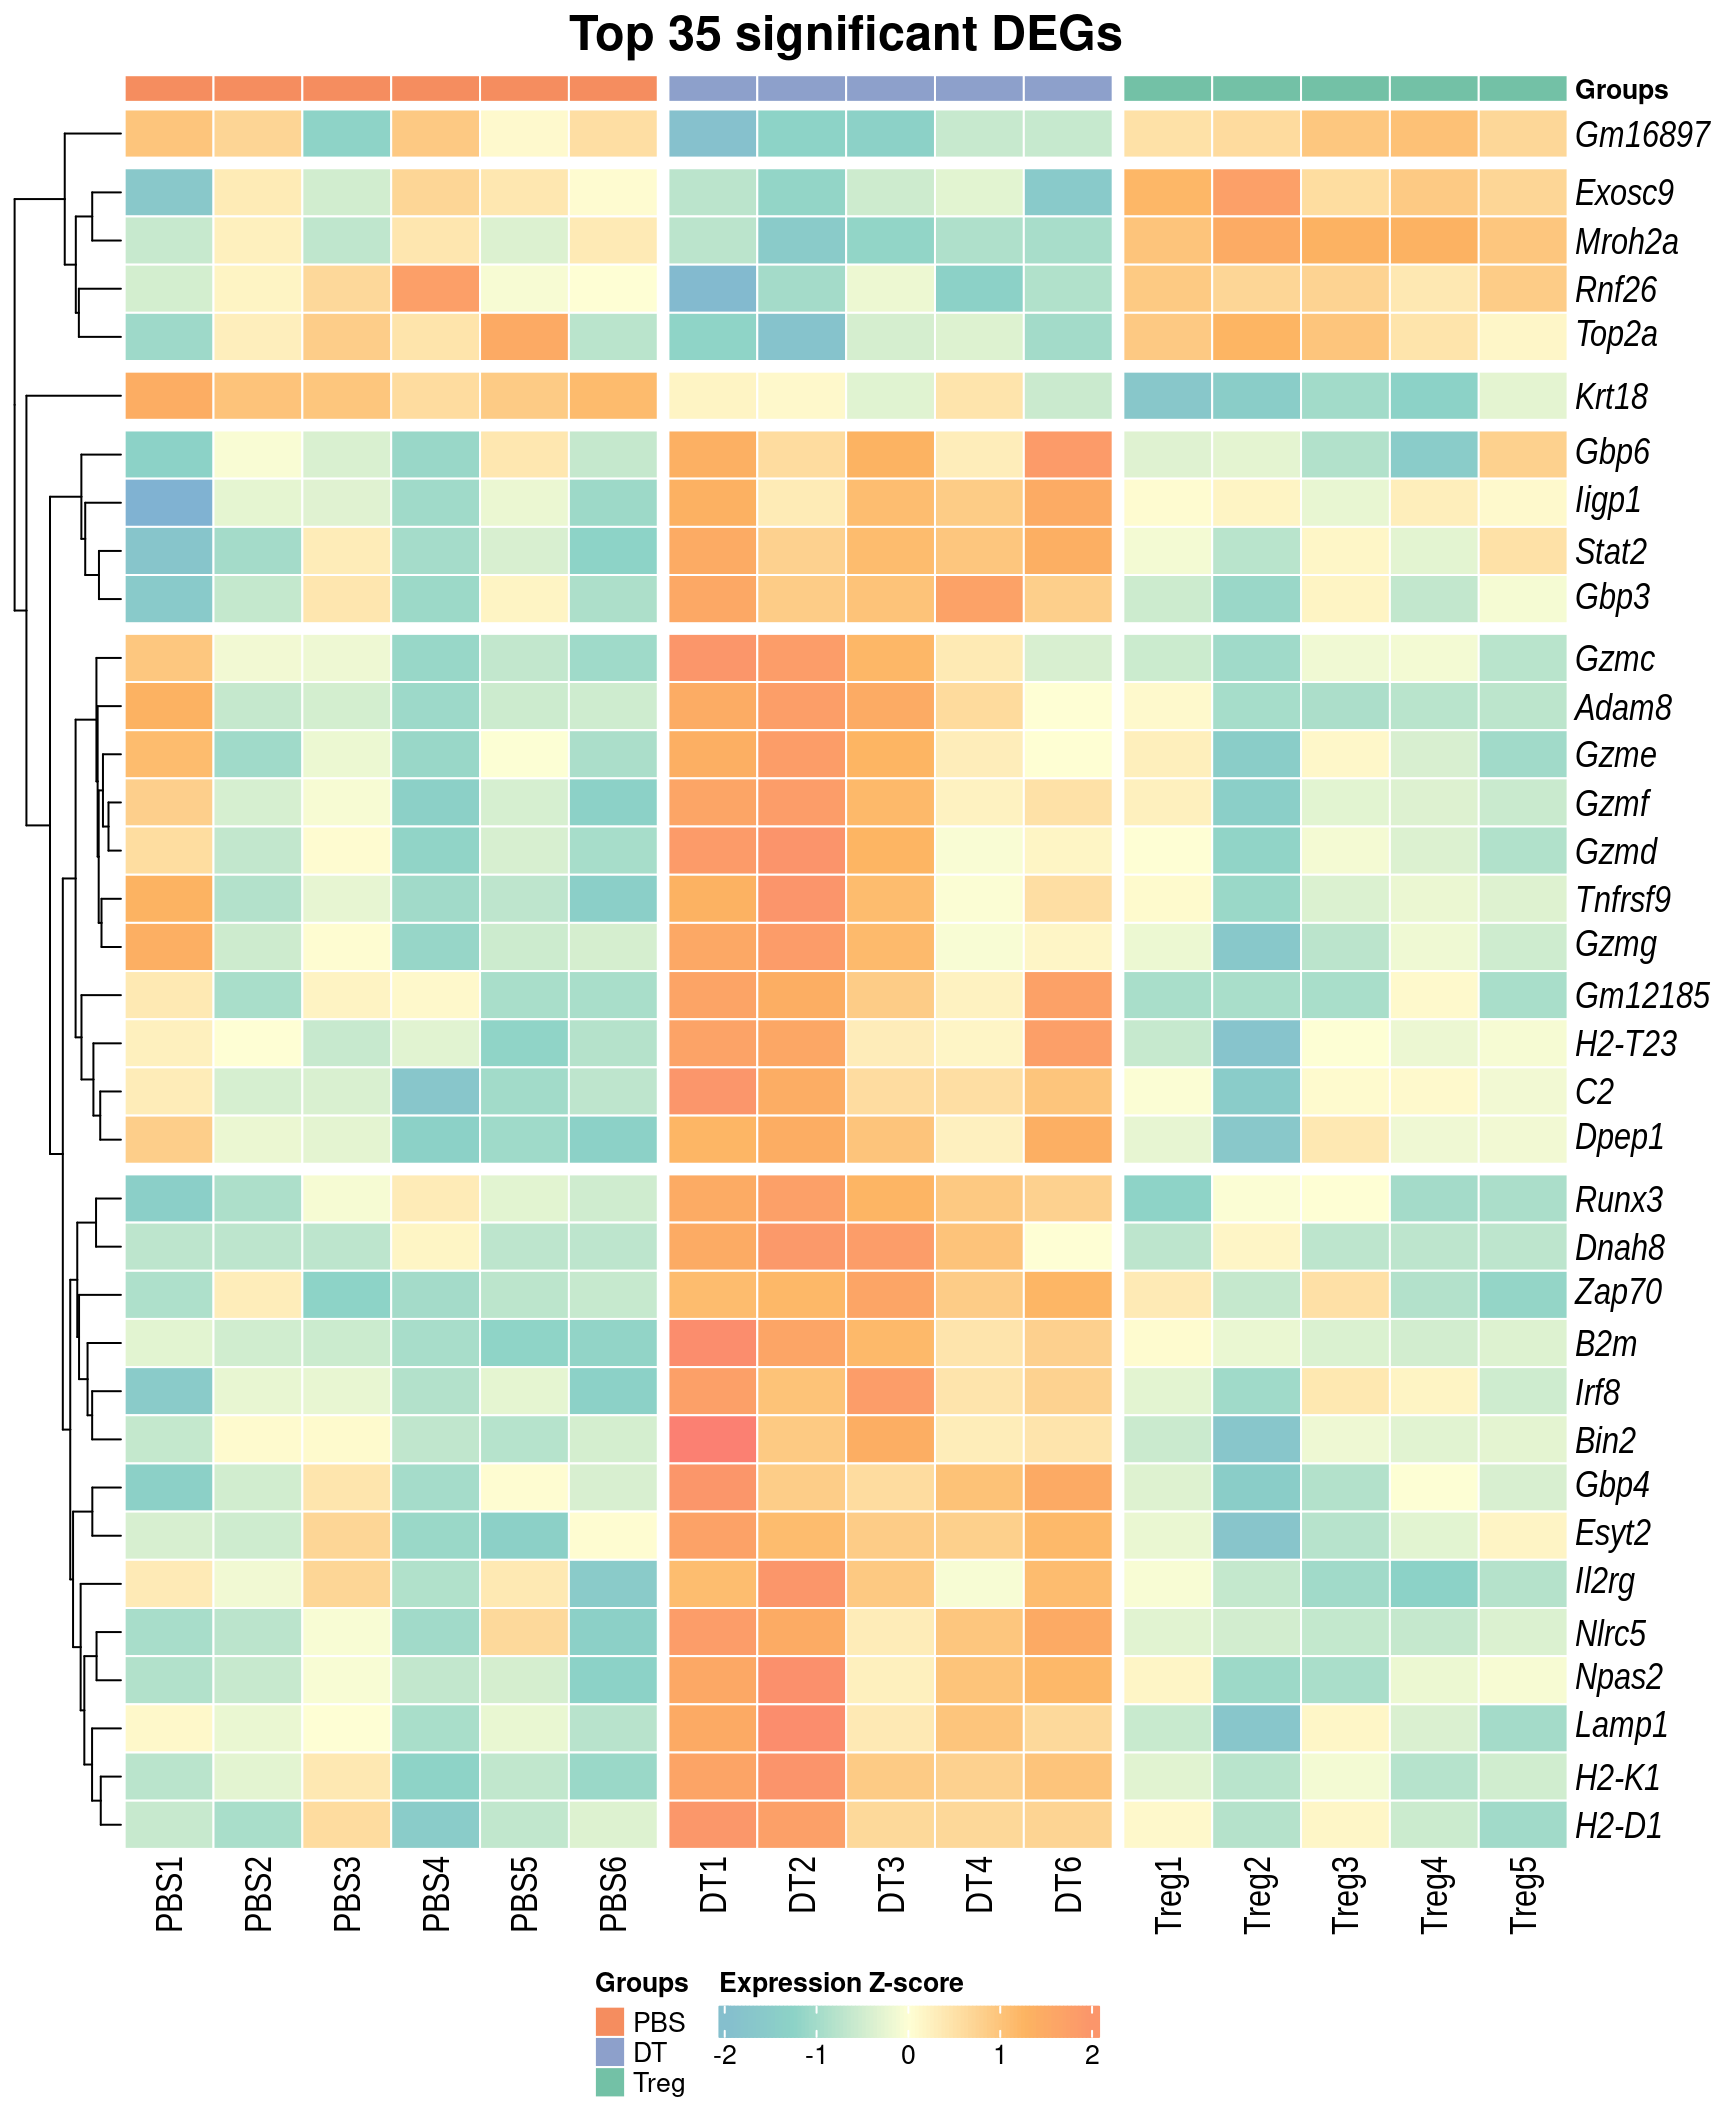 Top 35 significant DEGs
Groups
Gm16897
Exosc9
Mroh2a
Rnf26
Top2a
Krt18
Gbp6
Iigp1
Stat2
Gbp3
Gzmc
Adam8
Gzme
Gzmf
Gzmd
Tnfrsf9
Gzmg
Gm12185
H2-T23
C2
Dpep1
Runx3
Dnah8
Zap70
B2m
Irf8
Bin2
Gbp4
Esyt2
Il2rg
Nlrc5
Npas2
Lamp1
H2-K1
H2-D1
PBS1 PBS2 PBS3 PBS4 PBS5 PBS6 DT1 DT2 DT3 DT4 DT6 Treg1 Treg2 Treg3 Treg4 Treg5
Groups
PBS
DT
Treg
Expression Z-score
-2 -1 0 1 2